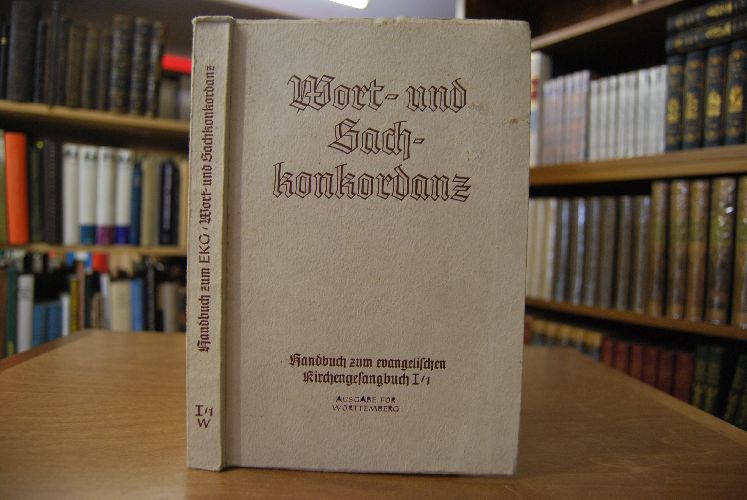 Handbuch zum EKG / Wort- und Sachkonkordanz
I/1
W
Wort- und
Sach-
konkordanz
Handbuch zum evangeliſchen
Kirchengeſangbuch I/1
AUSGABE FÜR
WÜRTTEMBERG